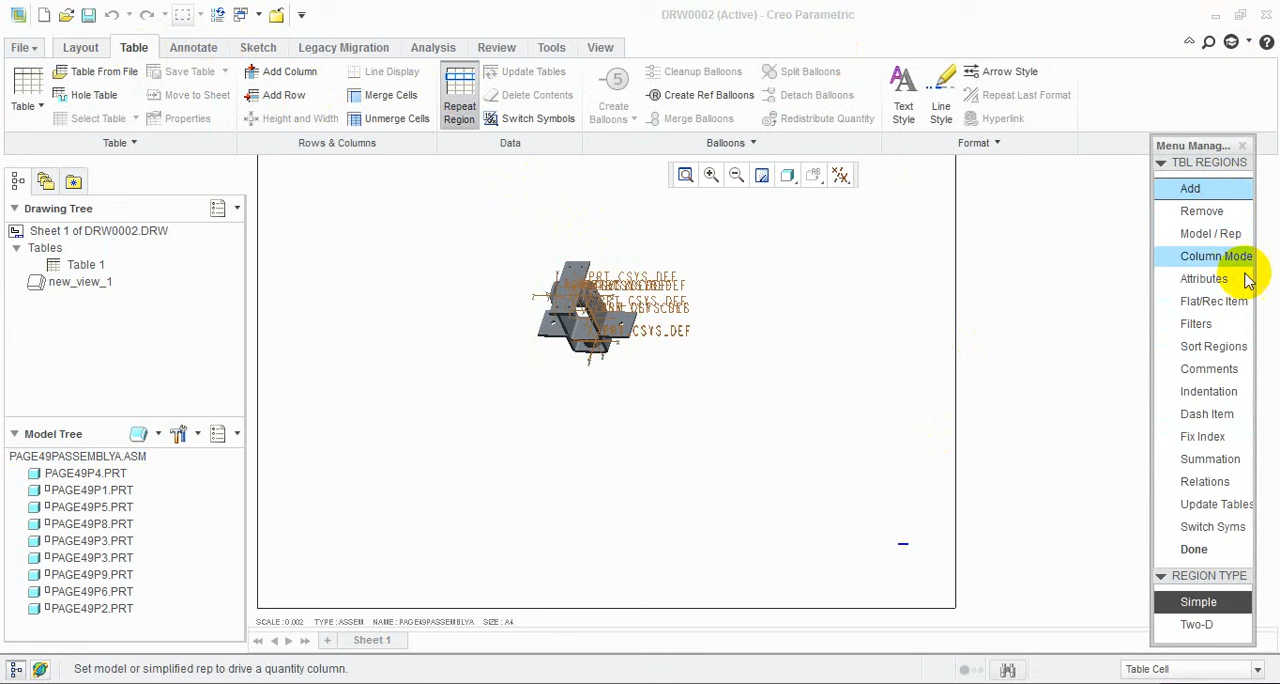 DRW0002 (Active) - Creo Parametric
File Layout Table Annotate Sketch Legacy Migration Analysis Review Tools View
Table From File Save Table Add Column Line Display Update Tables Cleanup Balloons Split Balloons Arrow Style
Hole Table Move to Sheet Add Row Merge Cells Delete Contents Create Ref Balloons Detach Balloons Repeat Last Format
Table Select Table Properties Height and Width Unmerge Cells Repeat Region Switch Symbols 5 Create Balloons Merge Balloons Redistribute Quantity Text Style Line Style Hyperlink
Table Rows & Columns Data Balloons Format
Menu Manag...
TBL REGIONS
Add
Remove
Model / Rep
Column Mode
Attributes
Flat/Rec Item
Filters
Sort Regions
Comments
Indentation
Dash Item
Fix Index
Summation
Relations
Update Tables
Switch Syms
Done
REGION TYPE
Simple
Two-D
Drawing Tree
Sheet 1 of DRW0002.DRW
Tables
Table 1
new_view_1
Model Tree
PAGE49PASSEMBLYA.ASM
PAGE49P4.PRT
PAGE49P1.PRT
PAGE49P5.PRT
PAGE49P8.PRT
PAGE49P3.PRT
PAGE49P3.PRT
PAGE49P9.PRT
PAGE49P6.PRT
PAGE49P2.PRT
PRT_CSYS_DEF
PRT_CSYS_DEF
SCALE : 0.002 TYPE : ASSEM NAME : PAGE49PASSEMBLYA SIZE : A4
Sheet 1
Set model or simplified rep to drive a quantity column.
Table Cell